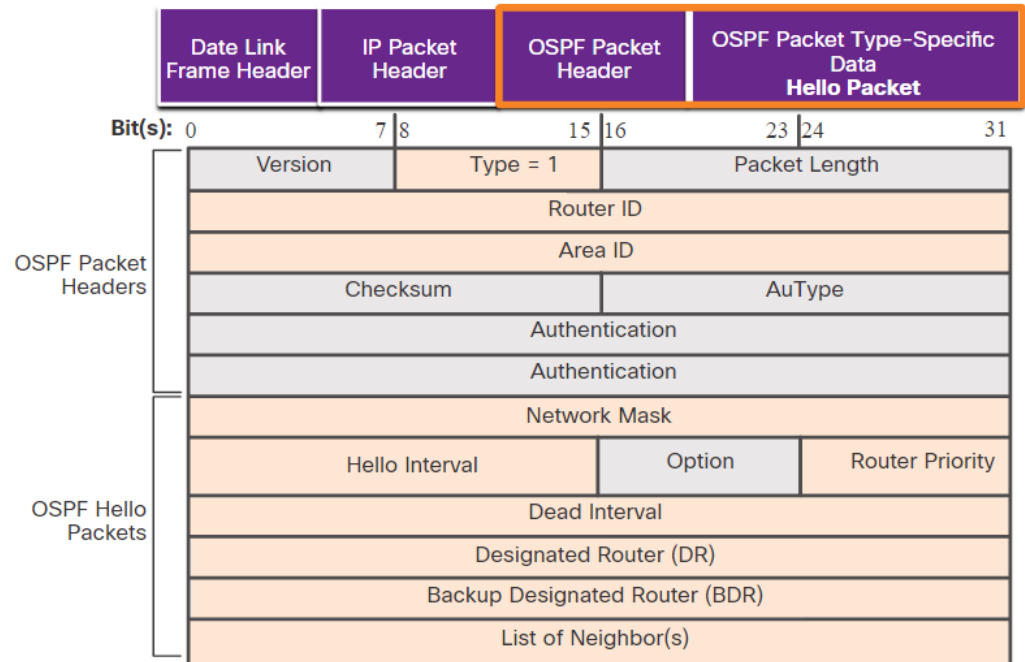 Date Link
Frame Header
IP Packet
Header
OSPF Packet
Header
OSPF Packet Type-Specific
Data
Hello Packet
Bit(s): 0 7 8 15 16 23 24 31
Version Type = 1 Packet Length
Router ID
Area ID
OSPF Packet
Headers
Checksum AuType
Authentication
Authentication
Network Mask
Hello Interval Option Router Priority
OSPF Hello
Packets
Dead Interval
Designated Router (DR)
Backup Designated Router (BDR)
List of Neighbor(s)